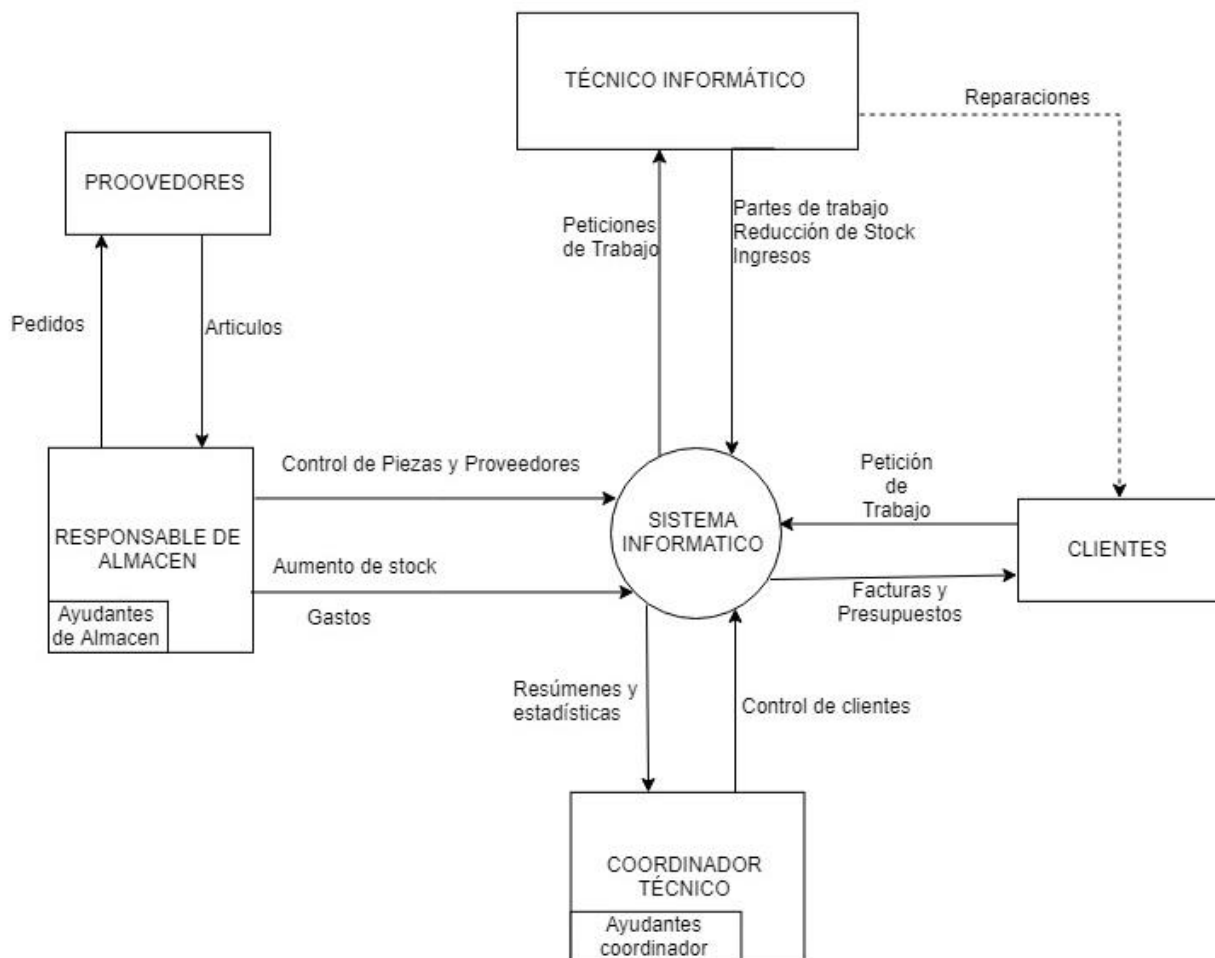 TÉCNICO INFORMÁTICO
Reparaciones
PROOVEDORES
Peticiones
de Trabajo
Partes de trabajo
Reducción de Stock
Ingresos
Pedidos
Articulos
Control de Piezas y Proveedores
RESPONSABLE DE
ALMACEN
Aumento de stock
Gastos
Ayudantes
de Almacen
SISTEMA
INFORMATICO
Petición
de
Trabajo
CLIENTES
Facturas y
Presupuestos
Resúmenes y
estadísticas
Control de clientes
COORDINADOR
TÉCNICO
Ayudantes
coordinador